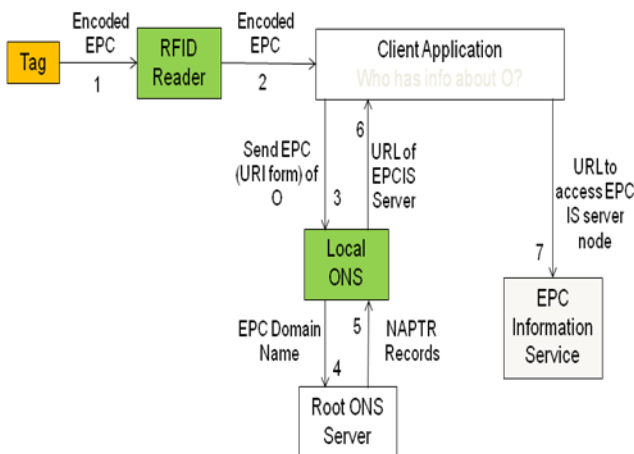 Encoded
EPC
Encoded
EPC
Tag
1
RFID
Reader
2
Client Application
Who has info about O?
Send EPC
(URI form) of
O
3
6
URL of
EPCIS
Server
URL to
access EPC
IS server
node
7
Local
ONS
EPC
Information
Service
EPC Domain
Name
4
5
NAPTR
Records
Root ONS
Server